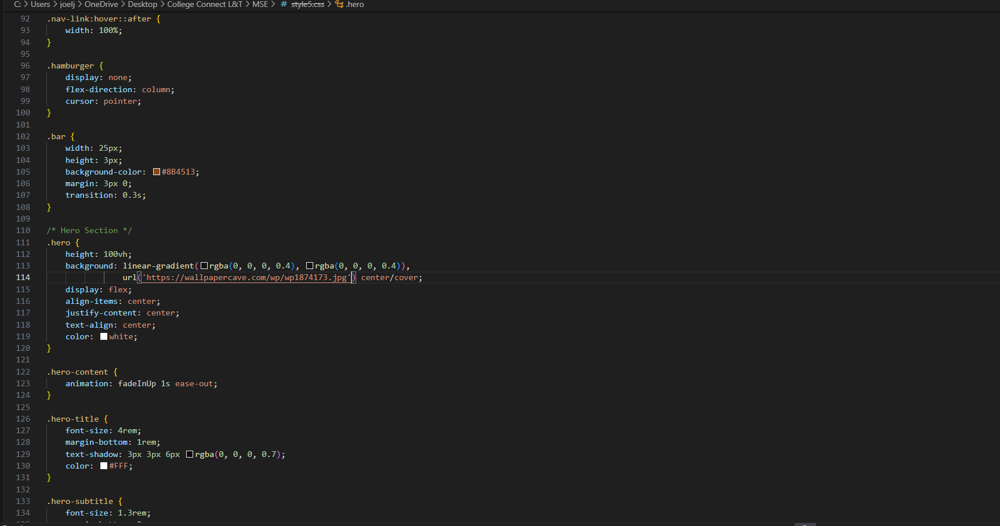 C: > Users > joelj > OneDrive > Desktop > College Connect L&T > MSE > # style5.css > .hero
92 .nav-link:hover::after {
93     width: 100%;
94 }
95
96 .hamburger {
97     display: none;
98     flex-direction: column;
99     cursor: pointer;
100 }
101
102 .bar {
103     width: 25px;
104     height: 3px;
105     background-color: #8B4513;
106     margin: 3px 0;
107     transition: 0.3s;
108 }
109
110 /* Hero Section */
111 .hero {
112     height: 100vh;
113     background: linear-gradient(rgba(0, 0, 0, 0.4), rgba(0, 0, 0, 0.4)),
114                 url('https://wallpapercave.com/wp/wp1874173.jpg') center/cover;
115     display: flex;
116     align-items: center;
117     justify-content: center;
118     text-align: center;
119     color: white;
120 }
121
122 .hero-content {
123     animation: fadeInUp 1s ease-out;
124 }
125
126 .hero-title {
127     font-size: 4rem;
128     margin-bottom: 1rem;
129     text-shadow: 3px 3px 6px rgba(0, 0, 0, 0.7);
130     color: #FFF;
131 }
132
133 .hero-subtitle {
134     font-size: 1.3rem;